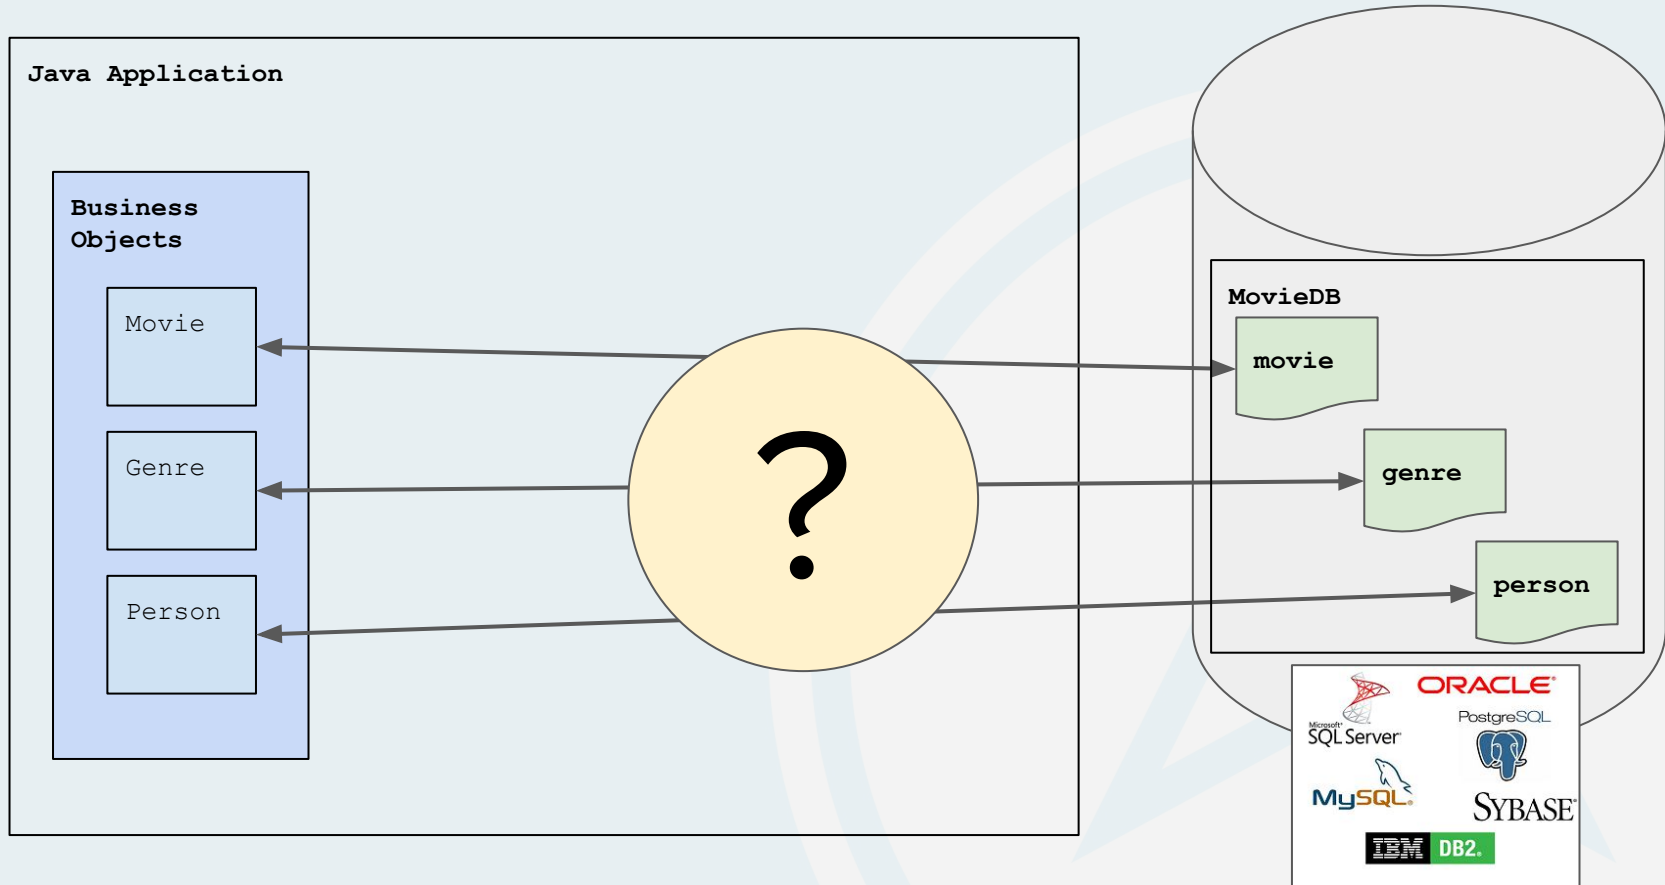 Java Application
Business
Objects
Movie
Genre
Person
?
MovieDB
movie
genre
person
ORACLE
Microsoft
SQL Server
PostgreSQL
MySQL
SYBASE
IBM DB2